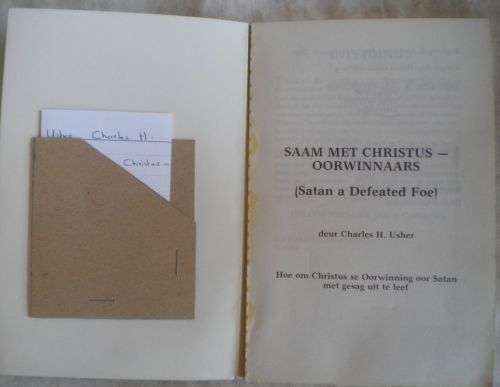 Usher, Charles H.
Christus
SAAM MET CHRISTUS —
OORWINNAARS
(Satan a Defeated Foe)
deur Charles H. Usher
Hoe om Christus se Oorwinning oor Satan
met gesag uit te leef